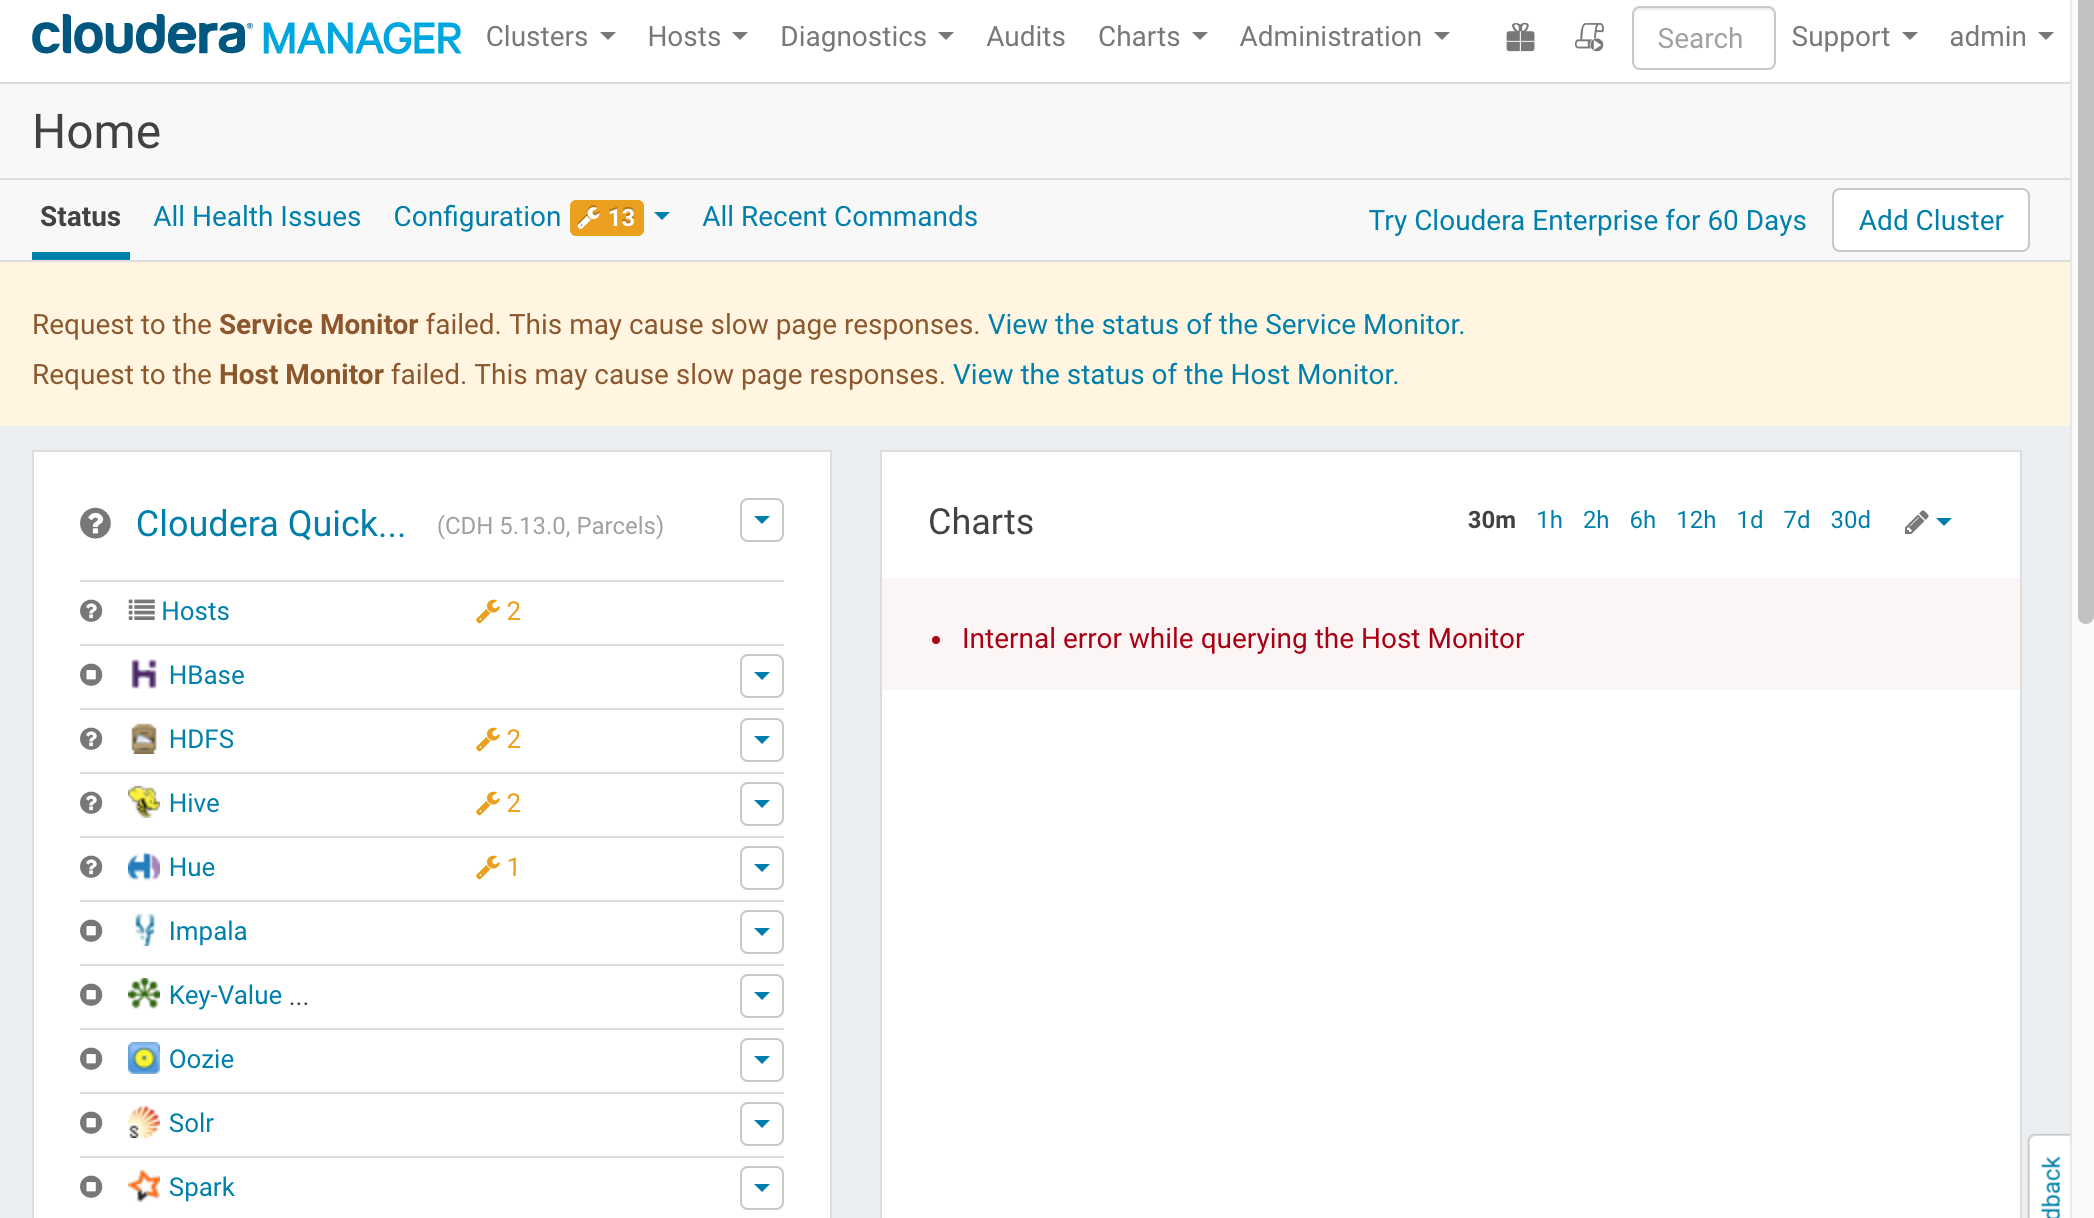 cloudera MANAGER Clusters Hosts Diagnostics Audits Charts Administration Search Support admin
Home
Status All Health Issues Configuration 13 All Recent Commands Try Cloudera Enterprise for 60 Days Add Cluster
Request to the Service Monitor failed. This may cause slow page responses. View the status of the Service Monitor.
Request to the Host Monitor failed. This may cause slow page responses. View the status of the Host Monitor.
Cloudera Quick... (CDH 5.13.0, Parcels)
Hosts 2
HBase
HDFS 2
Hive 2
Hue 1
Impala
Key-Value ...
Oozie
Solr
Spark
Charts 30m 1h 2h 6h 12h 1d 7d 30d
Internal error while querying the Host Monitor
dback